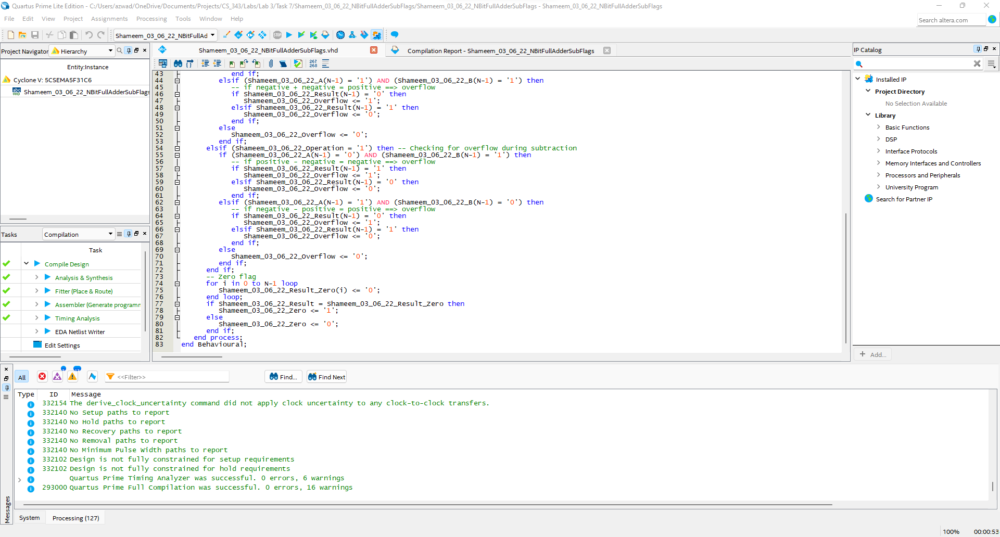 Quartus Prime Lite Edition - C:/Users/azwad/OneDrive/Documents/Projects/CS_343/Labs/Lab 3/Task 7/Shameem_03_06_22_NBitFullAdderSubFlags/Shameem_03_06_22_NBitFullAdderSubFlags - Shameem_03_06_22_NBitFullAdderSubFlags
File Edit View Project Assignments Processing Tools Window Help
Search altera.com
Shameem_03_06_22_NBitFullAd
Project Navigator Hierarchy
Entity:Instance
Cyclone V: 5CSEMA5F31C6
Shameem_03_06_22_NBitFullAdderSubFlags
Tasks Compilation
Task
Compile Design
Analysis & Synthesis
Fitter (Place & Route)
Assembler (Generate programm
Timing Analysis
EDA Netlist Writer
Edit Settings
Shameem_03_06_22_NBitFullAdderSubFlags.vhd
Compilation Report - Shameem_03_06_22_NBitFullAdderSubFlags
267
268
43 end if;
44 elsif (Shameem_03_06_22_A(N-1) = '1') AND (Shameem_03_06_22_B(N-1) = '1') then
45 -- if negative + negative = positive ==> overflow
46 if Shameem_03_06_22_Result(N-1) = '0' then
47 Shameem_03_06_22_Overflow <= '1';
48 elsif Shameem_03_06_22_Result(N-1) = '1' then
49 Shameem_03_06_22_Overflow <= '0';
50 end if;
51 else
52 Shameem_03_06_22_Overflow <= '0';
53 end if;
54 elsif (Shameem_03_06_22_Operation = '1') then -- Checking for overflow during subtraction
55 if (Shameem_03_06_22_A(N-1) = '0') AND (Shameem_03_06_22_B(N-1) = '1') then
56 -- if positive - negative = negative ==> overflow
57 if Shameem_03_06_22_Result(N-1) = '1' then
58 Shameem_03_06_22_Overflow <= '1';
59 elsif Shameem_03_06_22_Result(N-1) = '0' then
60 Shameem_03_06_22_Overflow <= '0';
61 end if;
62 elsif (Shameem_03_06_22_A(N-1) = '1') AND (Shameem_03_06_22_B(N-1) = '0') then
63 -- if negative - positive = positive ==> overflow
64 if Shameem_03_06_22_Result(N-1) = '0' then
65 Shameem_03_06_22_Overflow <= '1';
66 elsif Shameem_03_06_22_Result(N-1) = '1' then
67 Shameem_03_06_22_Overflow <= '0';
68 end if;
69 else
70 Shameem_03_06_22_Overflow <= '0';
71 end if;
72 end if;
73 -- Zero flag
74 for i in 0 to N-1 loop
75 Shameem_03_06_22_Result_Zero(i) <= '0';
76 end loop;
77 if Shameem_03_06_22_Result = Shameem_03_06_22_Result_Zero then
78 Shameem_03_06_22_Zero <= '1';
79 else
80 Shameem_03_06_22_Zero <= '0';
81 end if;
82 end process;
83 end Behavioural;
IP Catalog
Installed IP
Project Directory
No Selection Available
Library
Basic Functions
DSP
Interface Protocols
Memory Interfaces and Controllers
Processors and Peripherals
University Program
Search for Partner IP
+ Add...
All <<Filter>> Find... Find Next
Type ID Message
332154 The derive_clock_uncertainty command did not apply clock uncertainty to any clock-to-clock transfers.
332140 No Setup paths to report
332140 No Hold paths to report
332140 No Recovery paths to report
332140 No Removal paths to report
332140 No Minimum Pulse Width paths to report
332102 Design is not fully constrained for setup requirements
332102 Design is not fully constrained for hold requirements
Quartus Prime Timing Analyzer was successful. 0 errors, 6 warnings
293000 Quartus Prime Full Compilation was successful. 0 errors, 16 warnings
Messages
System Processing (127)
100% 00:00:53